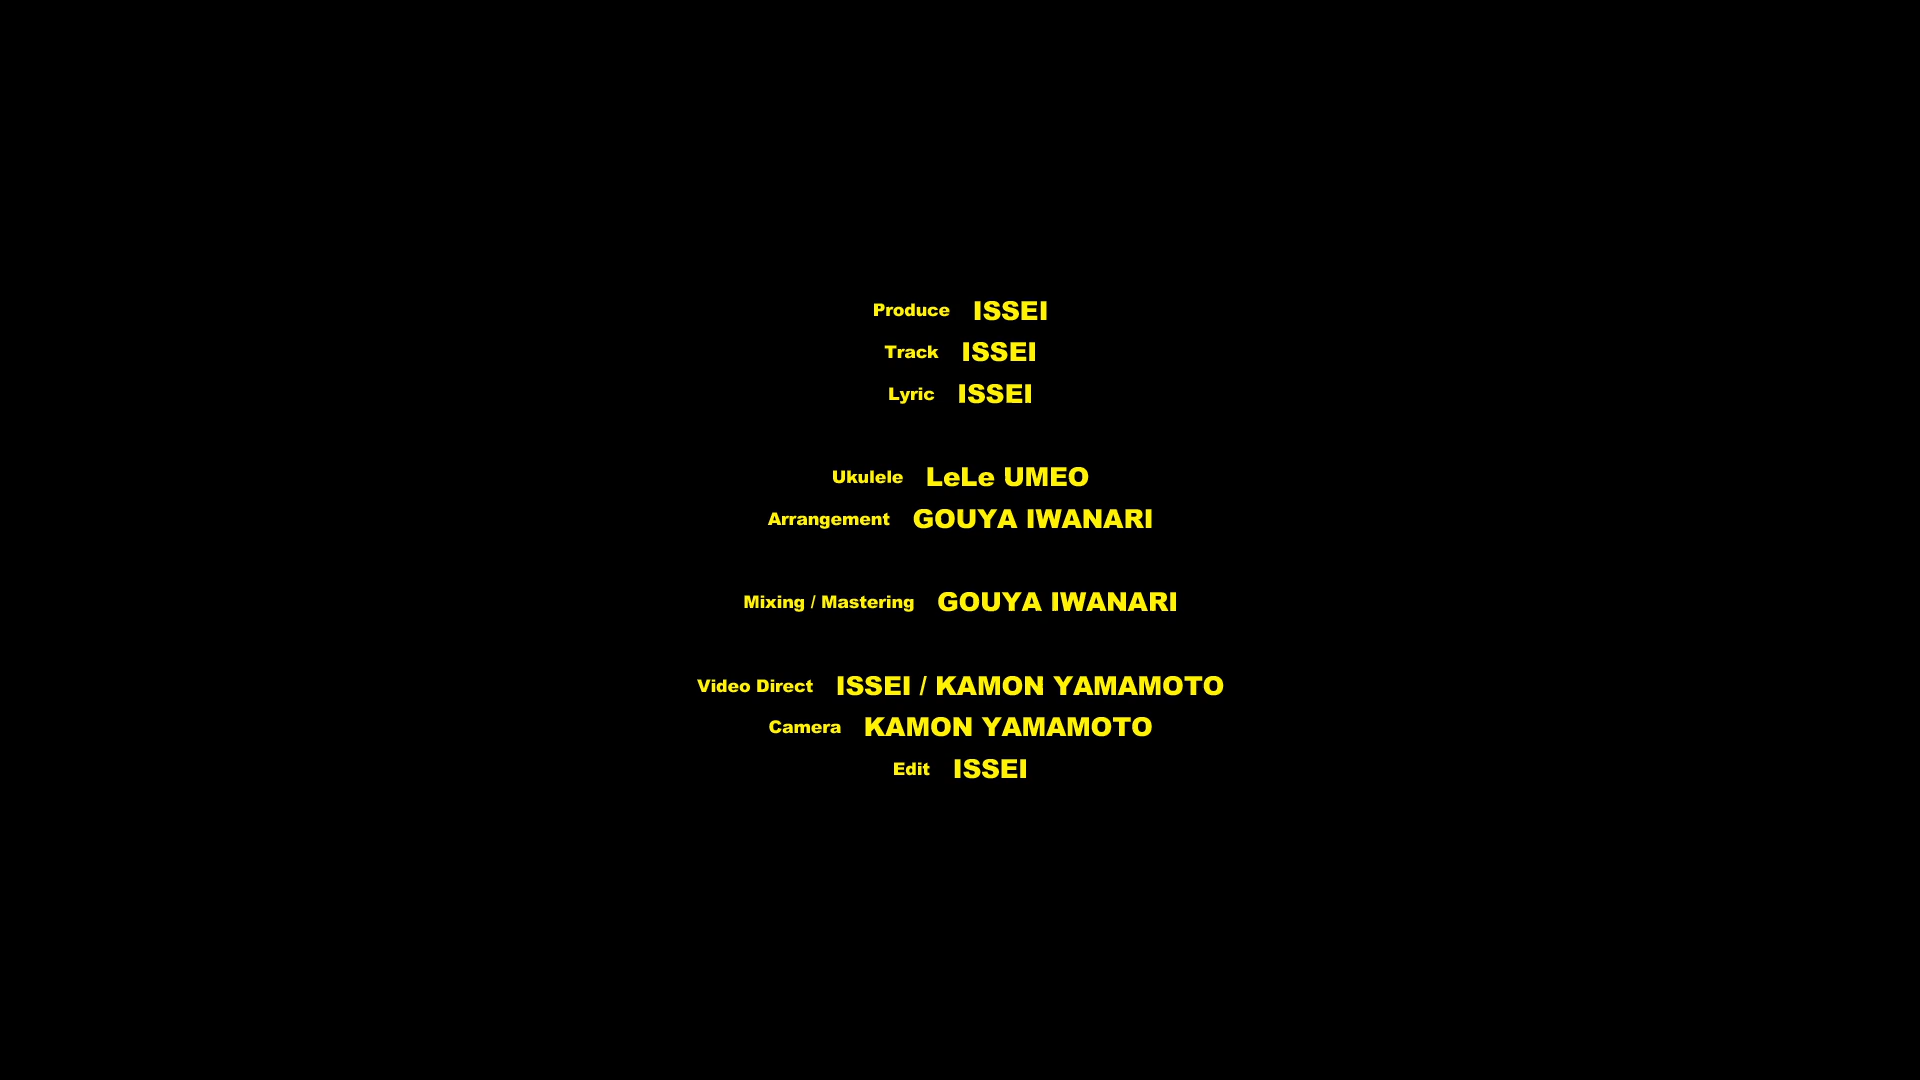 Produce ISSEI
Track ISSEI
Lyric ISSEI
Ukulele LeLe UMEO
Arrangement GOUYA IWANARI
Mixing / Mastering GOUYA IWANARI
Video Direct ISSEI / KAMON YAMAMOTO
Camera KAMON YAMAMOTO
Edit ISSEI